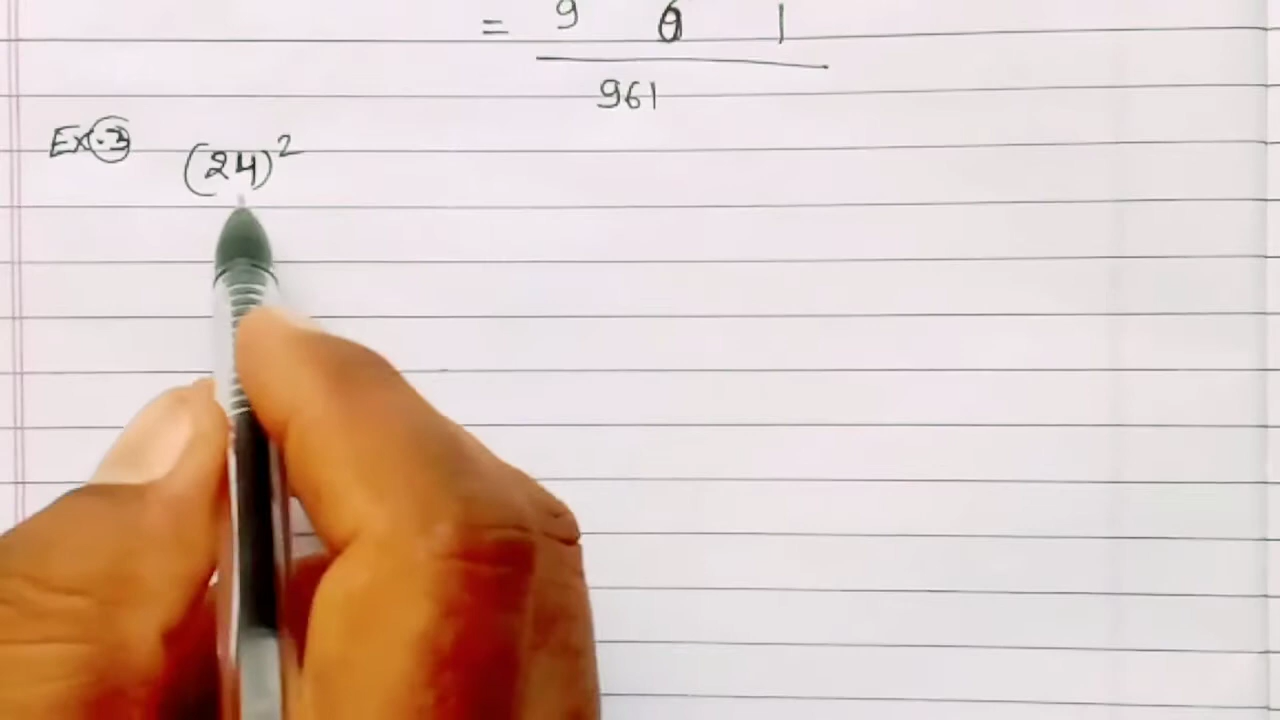 = 9 6 1
961
Ex.3 (24)²